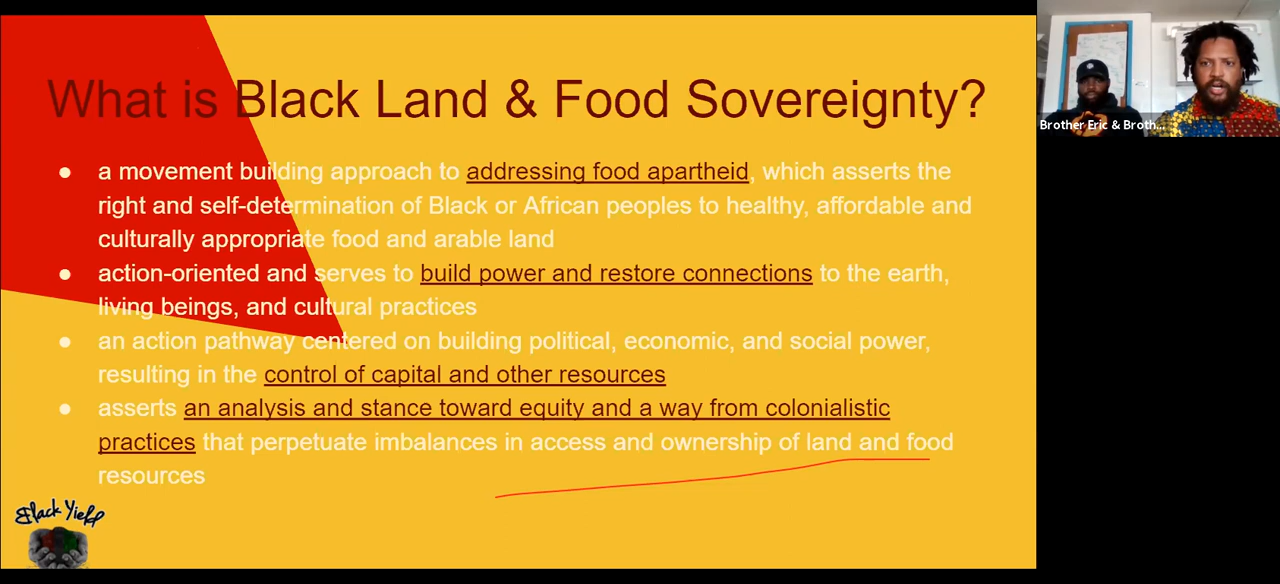 What is Black Land & Food Sovereignty?
● a movement building approach to addressing food apartheid, which asserts the
right and self-determination of Black or African peoples to healthy, affordable and
culturally appropriate food and arable land
● action-oriented and serves to build power and restore connections to the earth,
living beings, and cultural practices
● an action pathway centered on building political, economic, and social power,
resulting in the control of capital and other resources
● asserts an analysis and stance toward equity and a way from colonialistic
practices that perpetuate imbalances in access and ownership of land and food
resources
Black Yield
Brother Eric & Broth...